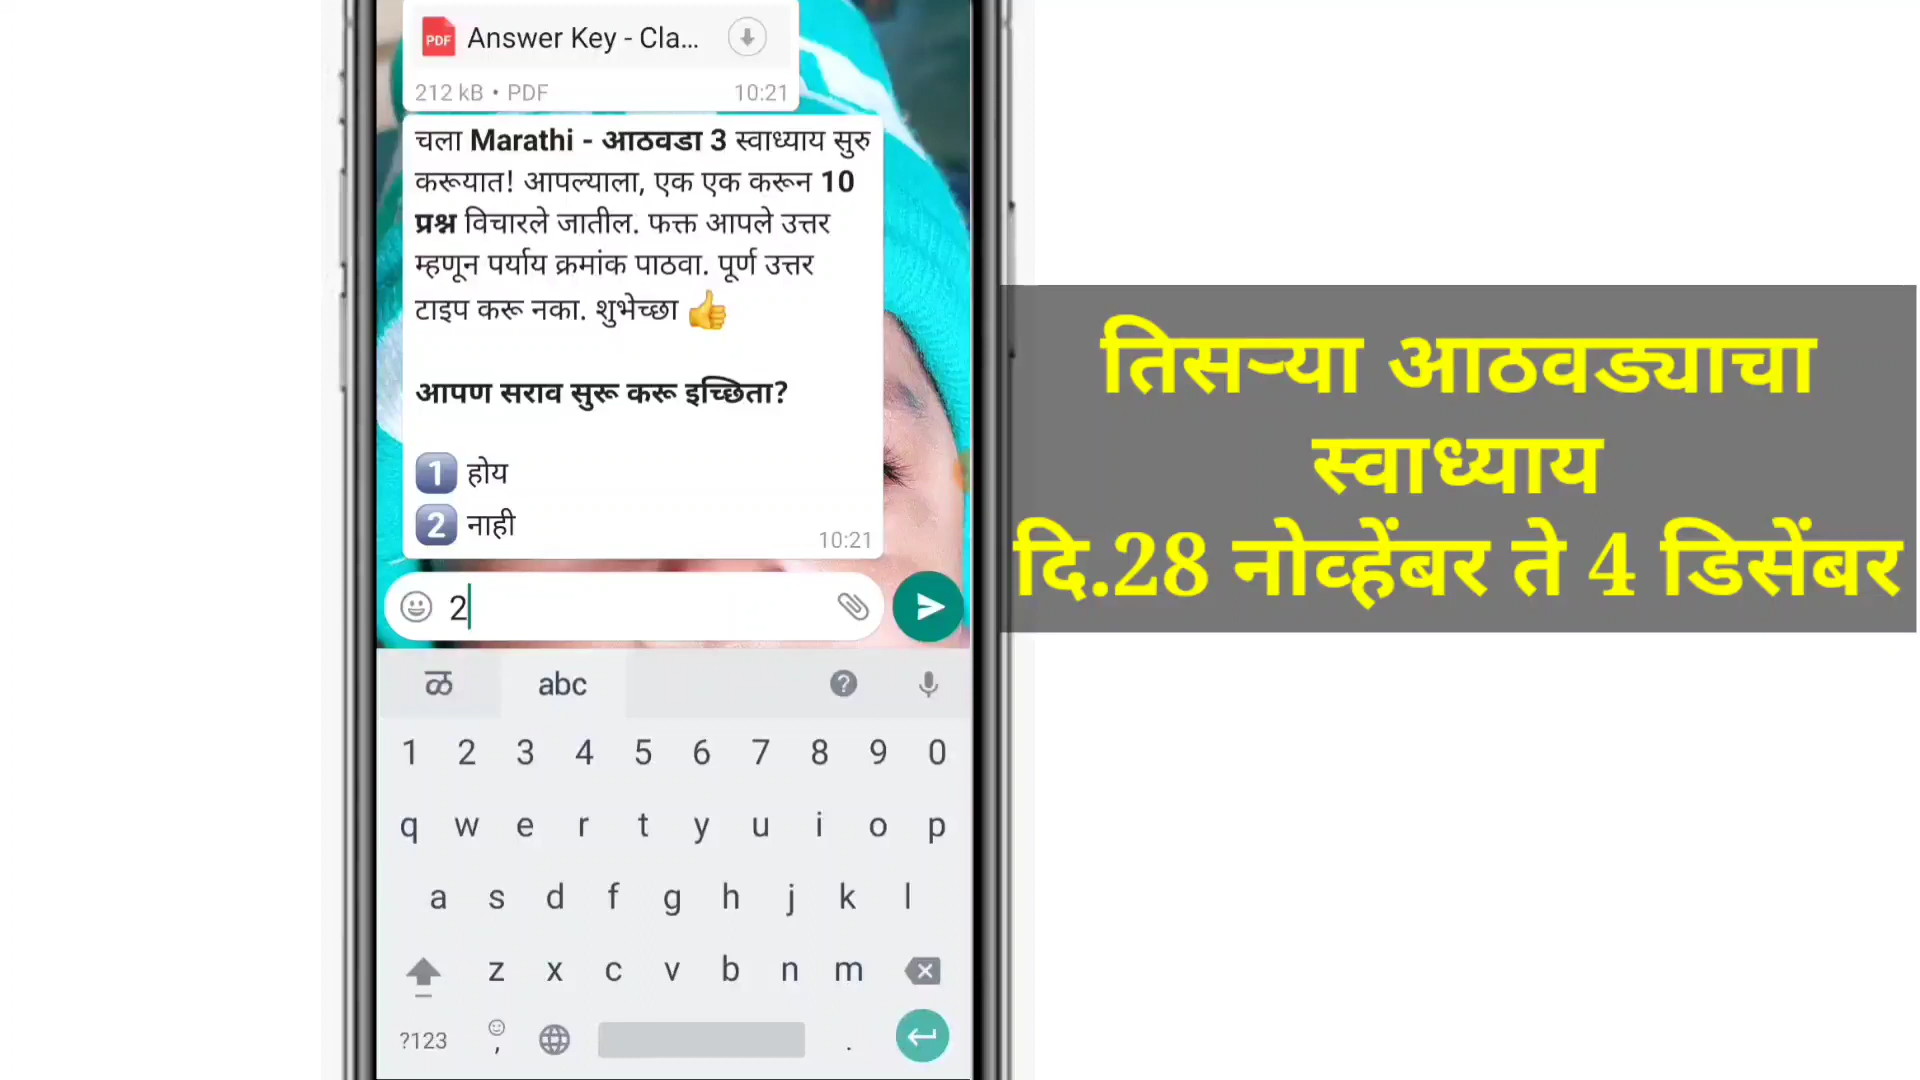 PDF Answer Key - Cla...
212 kB • PDF 10:21
चला Marathi - आठवडा 3 स्वाध्याय सुरु
करूयात! आपल्याला, एक एक करून 10
प्रश्न विचारले जातील. फक्त आपले उत्तर
म्हणून पर्याय क्रमांक पाठवा. पूर्ण उत्तर
टाइप करू नका. शुभेच्छा 👍
आपण सराव सुरू करू इच्छिता?
1 होय
2 नाही
10:21
2
ळ abc
1 2 3 4 5 6 7 8 9 0
q w e r t y u i o p
a s d f g h j k l
z x c v b n m
?123 , .
तिसऱ्या आठवड्याचा
स्वाध्याय
दि.28 नोव्हेंबर ते 4 डिसेंबर